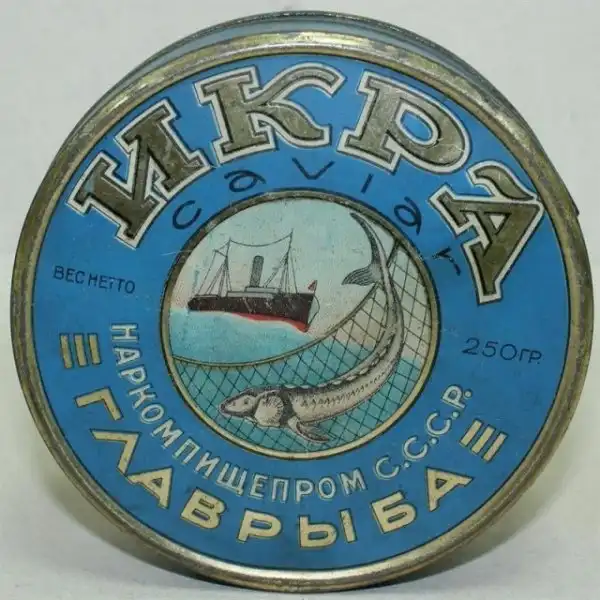 ИКРА
caviar
ВЕС НЕТТО
250 ГР.
НАРКОМПИЩЕПРОМ С.С.С.Р.
ГЛАВРЫБА